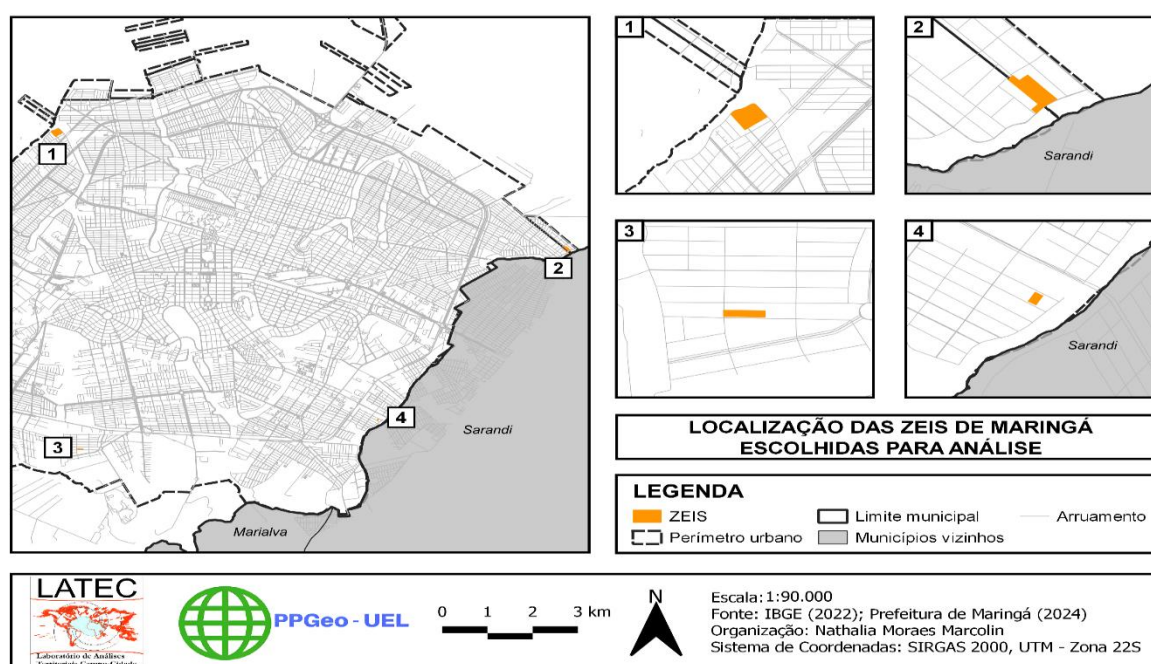 1
2
3
4
Sarandi
Marialva
1
2
Sarandi
3
4
Sarandi
LOCALIZAÇÃO DAS ZEIS DE MARINGÁ
ESCOLHIDAS PARA ANÁLISE
LEGENDA
ZEIS
Limite municipal
Arruamento
Perímetro urbano
Municípios vizinhos
LATEC
Laboratório de Análises
Territoriais Campo-Cidade
PPGeo - UEL
0 1 2 3 km
N
Escala: 1:90.000
Fonte: IBGE (2022); Prefeitura de Maringá (2024)
Organização: Nathalia Moraes Marcolin
Sistema de Coordenadas: SIRGAS 2000, UTM - Zona 22S